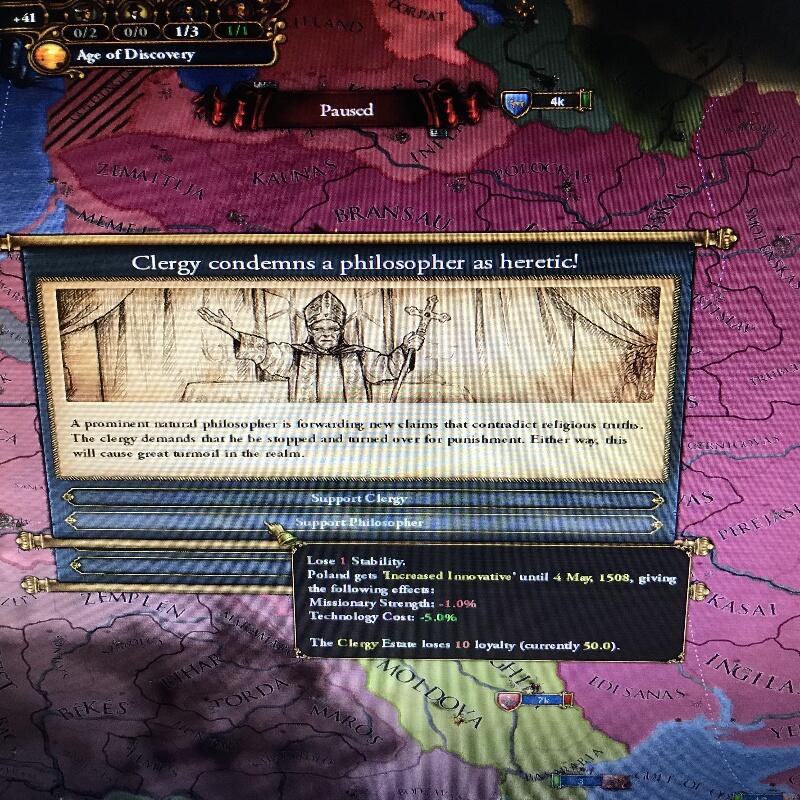 +41
0/2 0/0 1/3 1/1
Age of Discovery
Paused
4k
ZEMAITIJA
KAUNAS
POLOCKAS
BRANSAU
MEMEL
Clergy condemns a philosopher as heretic!
A prominent natural philosopher is forwarding new claims that contradict religious truths.
The clergy demands that he be stopped and turned over for punishment. Either way, this
will cause great turmoil in the realm.
CERNIGOVAS
Support Clergy
Support Philosopher
Lose 1 Stability.
Poland gets 'Increased Innovative' until 4 May, 1508, giving
the following effects:
Missionary Strength: -1.0%
Technology Cost: -5.0%
The Clergy Estate loses 10 loyalty (currently 50.0).
ZEMPLEN
KASAI
BIHAR
TORDA
MOLDOVA
EDISANAS
BEKES
MAROS
7k
3